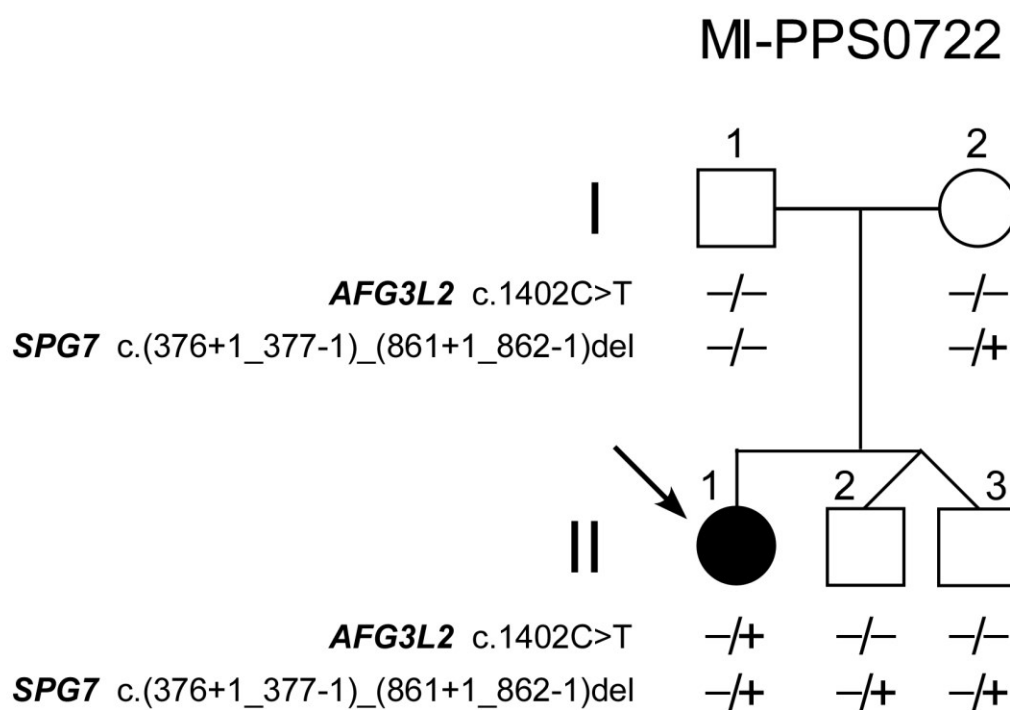 MI-PPS0722
1 2
I
AFG3L2 c.1402C>T −/− −/−
SPG7 c.(376+1_377-1)_(861+1_862-1)del −/− −/+
1 2 3
II
AFG3L2 c.1402C>T −/+ −/− −/−
SPG7 c.(376+1_377-1)_(861+1_862-1)del −/+ −/+ −/+